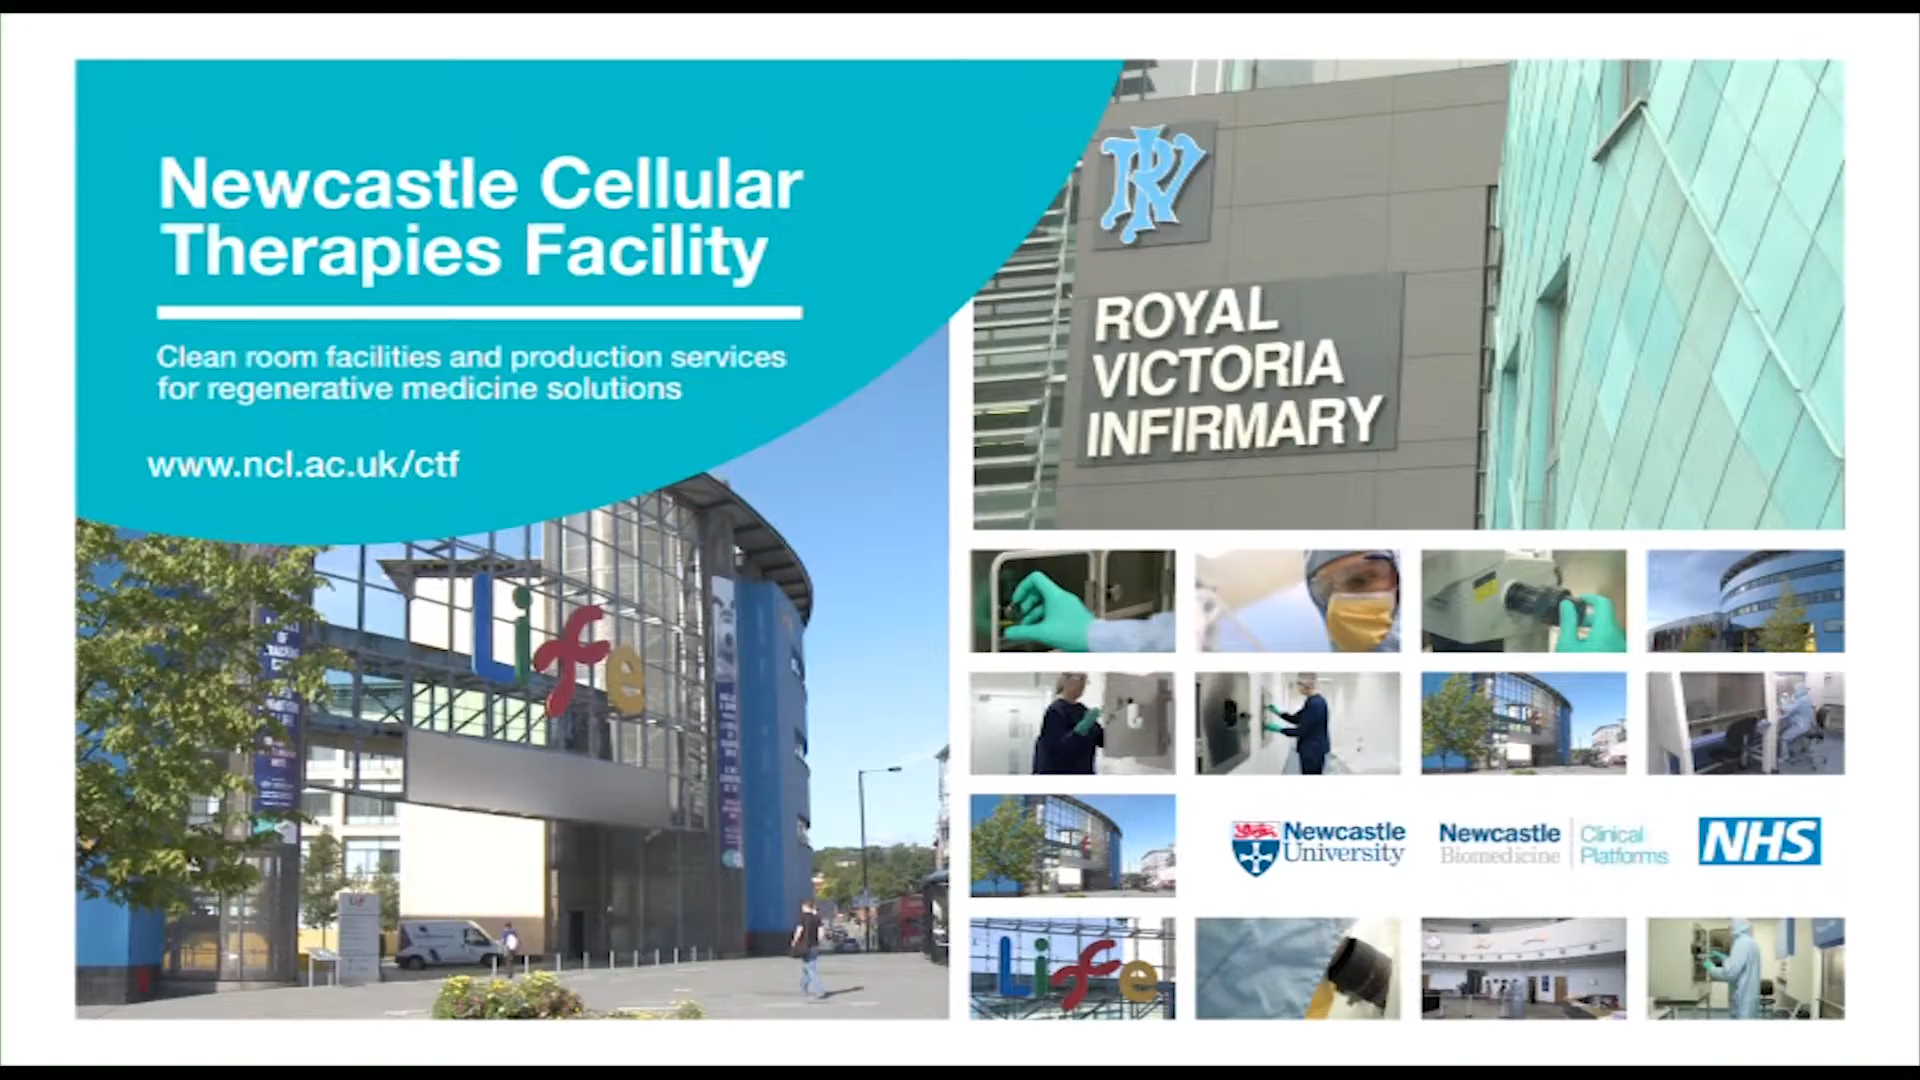 Newcastle Cellular
Therapies Facility
Clean room facilities and production services
for regenerative medicine solutions
www.ncl.ac.uk/ctf
Life
RVI
ROYAL
VICTORIA
INFIRMARY
Newcastle
University
Newcastle
Biomedicine
Clinical
Platforms
NHS
Life